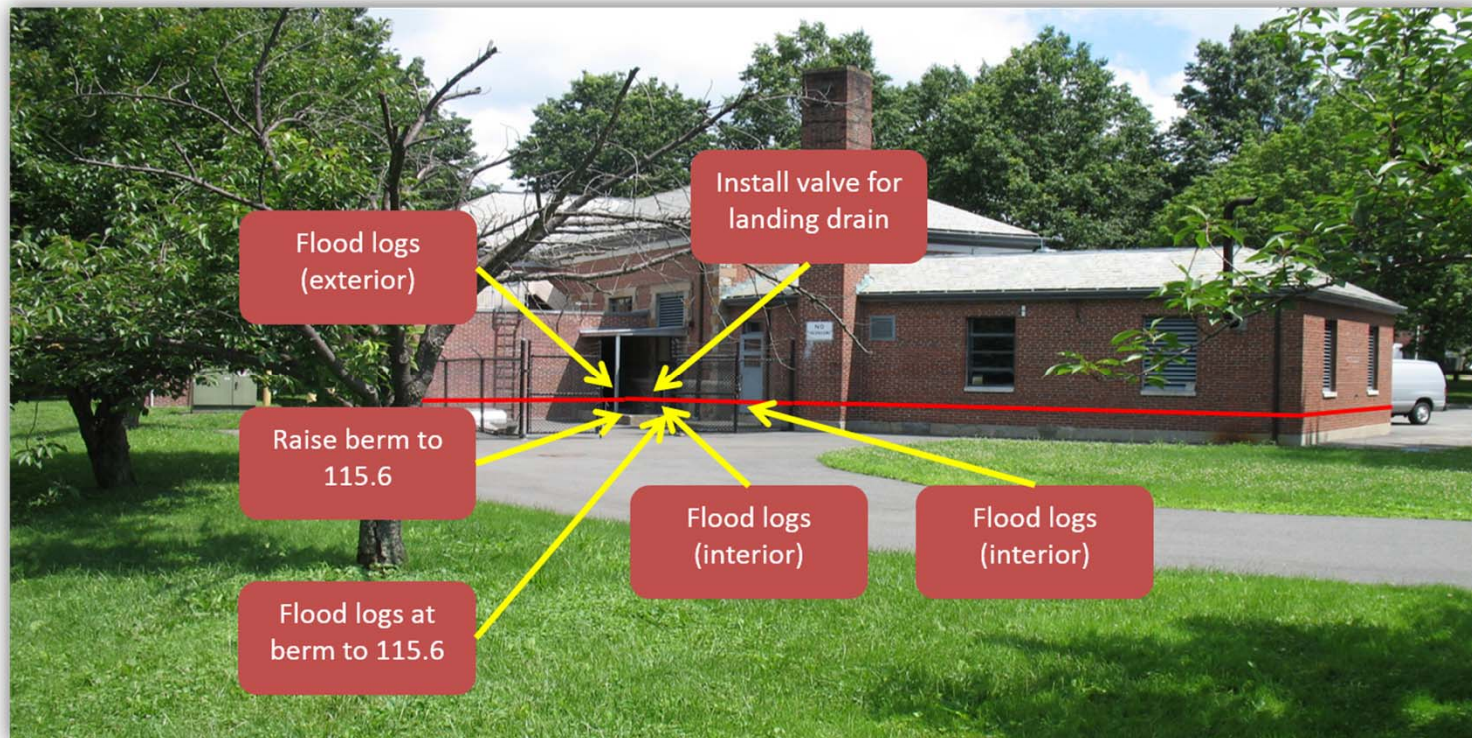 Install valve for
landing drain
Flood logs
(exterior)
NO
Raise berm to
115.6
Flood logs
(interior)
Flood logs
(interior)
Flood logs at
berm to 115.6